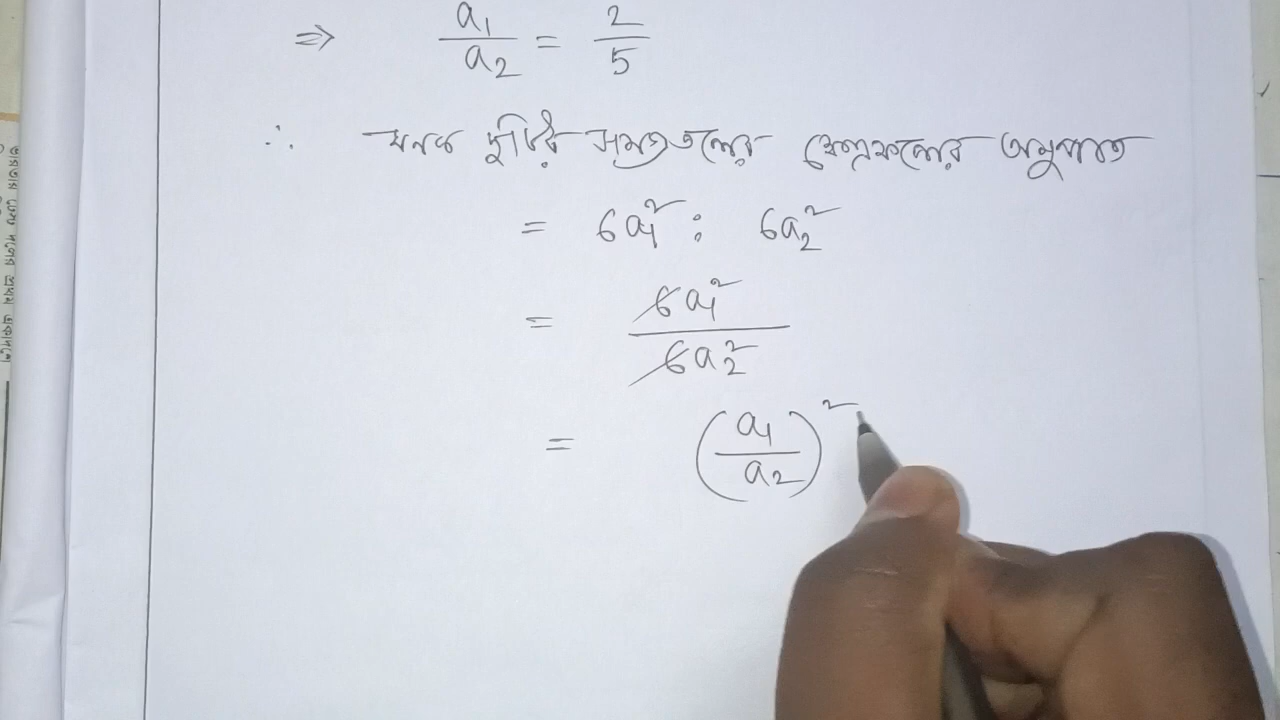 ⇒ a₁/a₂ = 2/5
∴ ঘনক দুটির সমগ্রতলের ক্ষেত্রফলের অনুপাত
= 6a₁² : 6a₂²
= 6a₁²/6a₂²
= (a₁/a₂)²